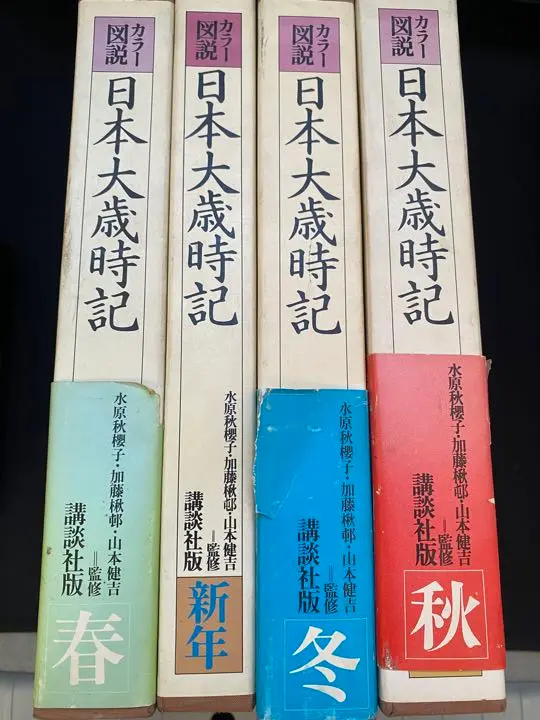 カラー
図説
日本大歳時記
水原秋櫻子・加藤楸邨・山本健吉
＝監修
講談社版
春
カラー
図説
日本大歳時記
水原秋櫻子・加藤楸邨・山本健吉
＝監修
講談社版
新年
カラー
図説
日本大歳時記
水原秋櫻子・加藤楸邨・山本健吉
＝監修
講談社版
冬
カラー
図説
日本大歳時記
水原秋櫻子・加藤楸邨・山本健吉
＝監修
講談社版
秋